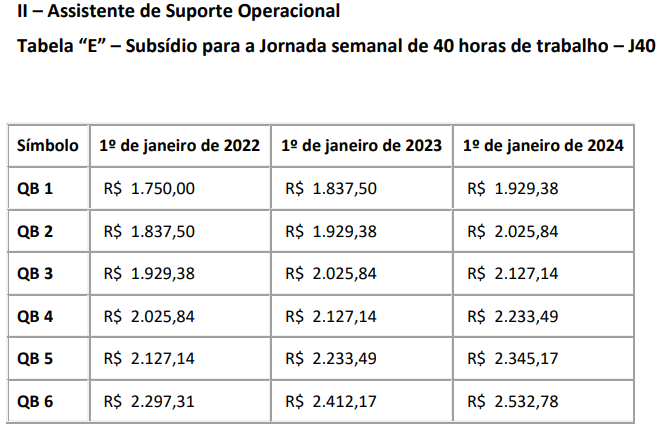 II – Assistente de Suporte Operacional
Tabela “E” – Subsídio para a Jornada semanal de 40 horas de trabalho – J40
Símbolo 1º de janeiro de 2022 1º de janeiro de 2023 1º de janeiro de 2024
QB 1 R$ 1.750,00 R$ 1.837,50 R$ 1.929,38
QB 2 R$ 1.837,50 R$ 1.929,38 R$ 2.025,84
QB 3 R$ 1.929,38 R$ 2.025,84 R$ 2.127,14
QB 4 R$ 2.025,84 R$ 2.127,14 R$ 2.233,49
QB 5 R$ 2.127,14 R$ 2.233,49 R$ 2.345,17
QB 6 R$ 2.297,31 R$ 2.412,17 R$ 2.532,78